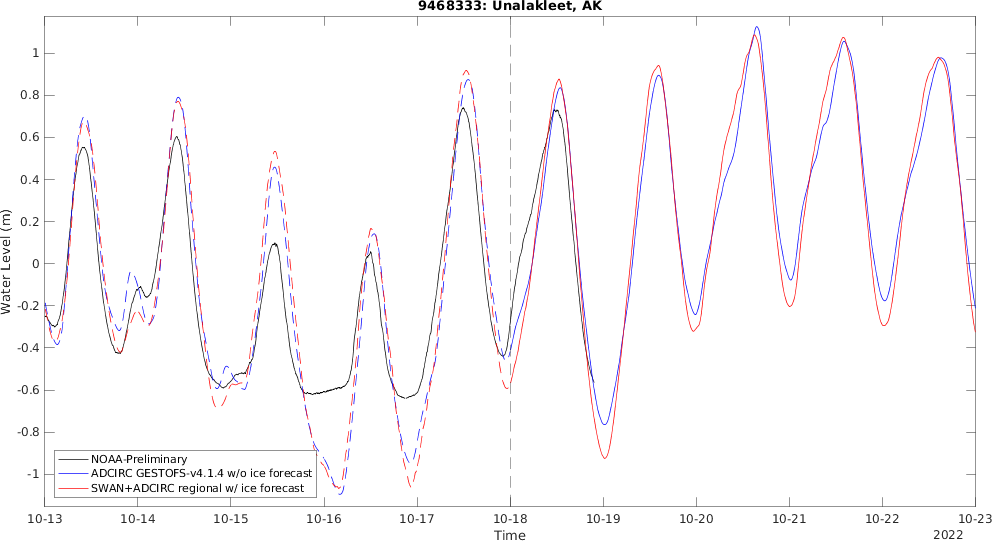 9468333: Unalakleet, AK
Water Level (m)
1
0.8
0.6
0.4
0.2
0
-0.2
-0.4
-0.6
-0.8
-1
NOAA-Preliminary
ADCIRC GESTOFS-v4.1.4 w/o ice forecast
SWAN+ADCIRC regional w/ ice forecast
10-13 10-14 10-15 10-16 10-17 10-18 10-19 10-20 10-21 10-22 10-23
Time
2022